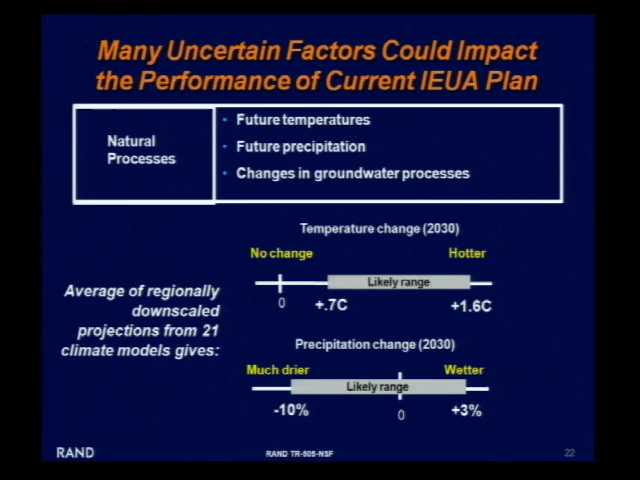 Many Uncertain Factors Could Impact
the Performance of Current IEUA Plan
Natural
Processes
• Future temperatures
• Future precipitation
• Changes in groundwater processes
Temperature change (2030)
No change Hotter
Likely range
0 +.7C +1.6C
Average of regionally
downscaled
projections from 21
climate models gives:
Precipitation change (2030)
Much drier Wetter
Likely range
-10% 0 +3%
RAND RAND TR-505-NSF 22